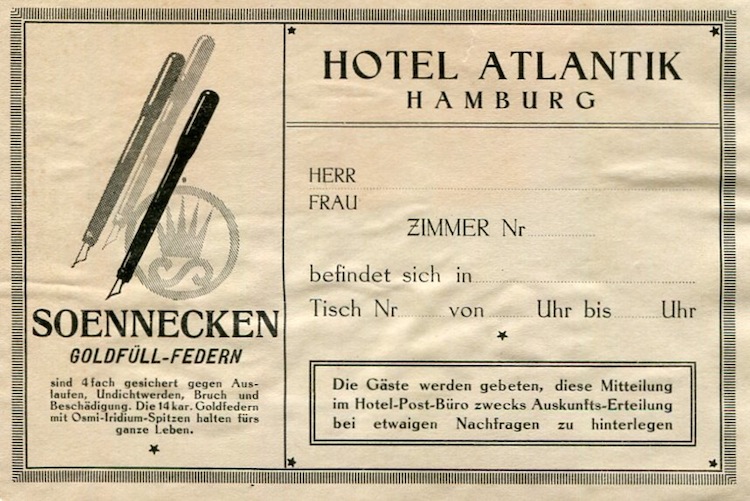 SOENNECKEN
GOLDFÜLL-FEDERN
sind 4fach gesichert gegen Aus-
laufen, Undichtwerden, Bruch und
Beschädigung. Die 14 kar. Goldfedern
mit Osmi-Iridium-Spitzen halten fürs
ganze Leben.
HOTEL ATLANTIK
HAMBURG
HERR
FRAU
ZIMMER Nr
befindet sich in
Tisch Nr von Uhr bis Uhr
Die Gäste werden gebeten, diese Mitteilung
im Hotel-Post-Büro zwecks Auskunfts-Erteilung
bei etwaigen Nachfragen zu hinterlegen